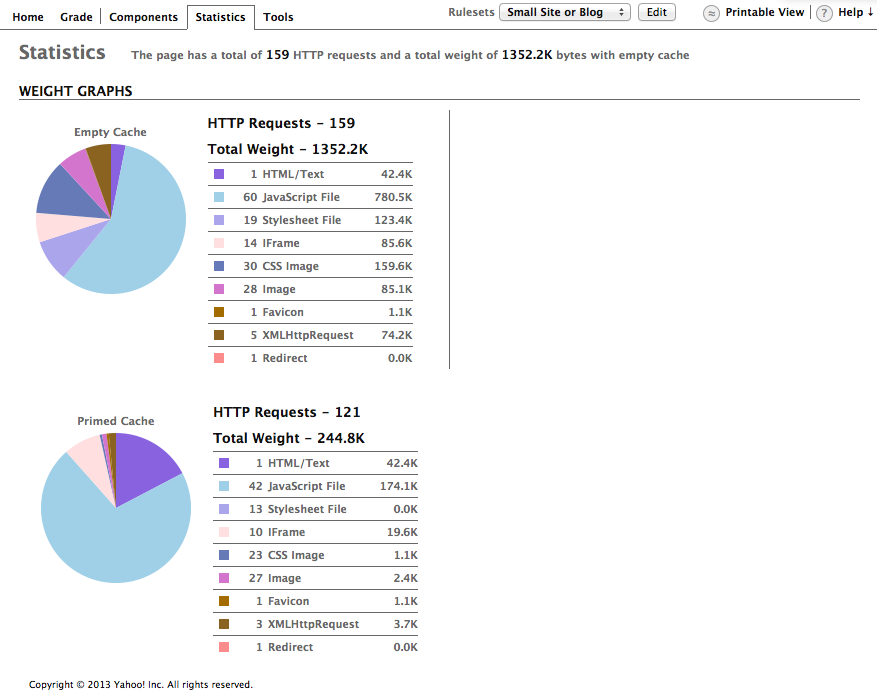 Home Grade Components Statistics Tools Rulesets Small Site or Blog Edit ≈ Printable View ? Help ↓
Statistics The page has a total of 159 HTTP requests and a total weight of 1352.2K bytes with empty cache
WEIGHT GRAPHS
Empty Cache
HTTP Requests - 159
Total Weight - 1352.2K
1 HTML/Text 42.4K
60 JavaScript File 780.5K
19 Stylesheet File 123.4K
14 IFrame 85.6K
30 CSS Image 159.6K
28 Image 85.1K
1 Favicon 1.1K
5 XMLHttpRequest 74.2K
1 Redirect 0.0K
Primed Cache
HTTP Requests - 121
Total Weight - 244.8K
1 HTML/Text 42.4K
42 JavaScript File 174.1K
13 Stylesheet File 0.0K
10 IFrame 19.6K
23 CSS Image 1.1K
27 Image 2.4K
1 Favicon 1.1K
3 XMLHttpRequest 3.7K
1 Redirect 0.0K
Copyright © 2013 Yahoo! Inc. All rights reserved.